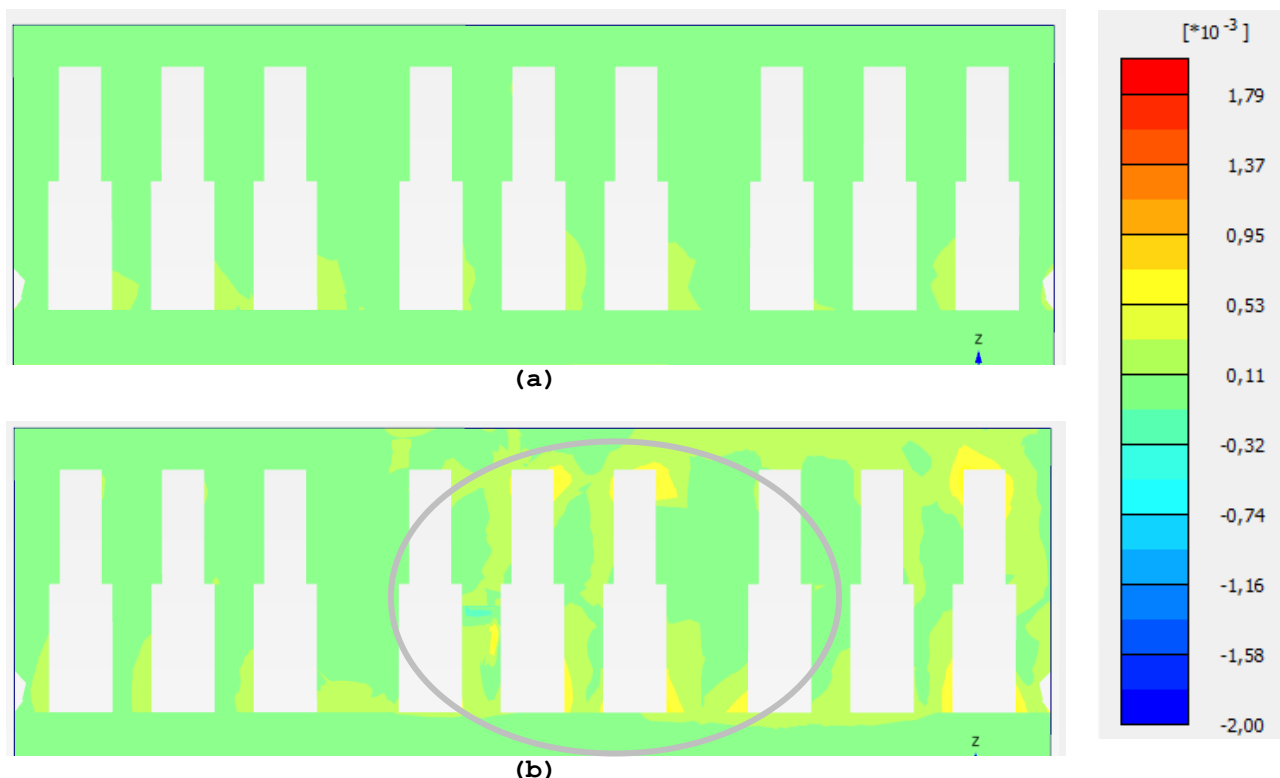 [*10 -3 ]
1,79
1,37
0,95
0,53
0,11
-0,32
-0,74
-1,16
-1,58
-2,00
z
(a)
z
(b)